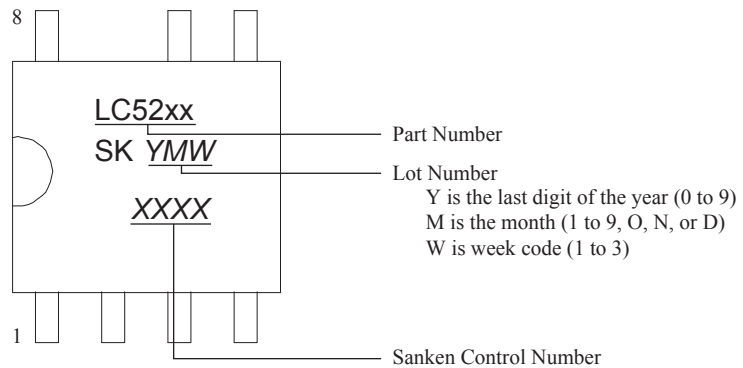 8
LC52xx
SK YMW
XXXX
1
Part Number
Lot Number
Y is the last digit of the year (0 to 9)
M is the month (1 to 9, O, N, or D)
W is week code (1 to 3)
Sanken Control Number